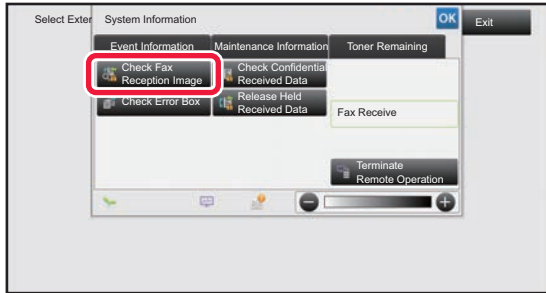 Select Exter
System Information
OK
Exit
Event Information
Maintenance Information
Toner Remaining
Check Fax
Reception Image
Check Confidential
Received Data
Check Error Box
Release Held
Received Data
Fax Receive
Terminate
Remote Operation